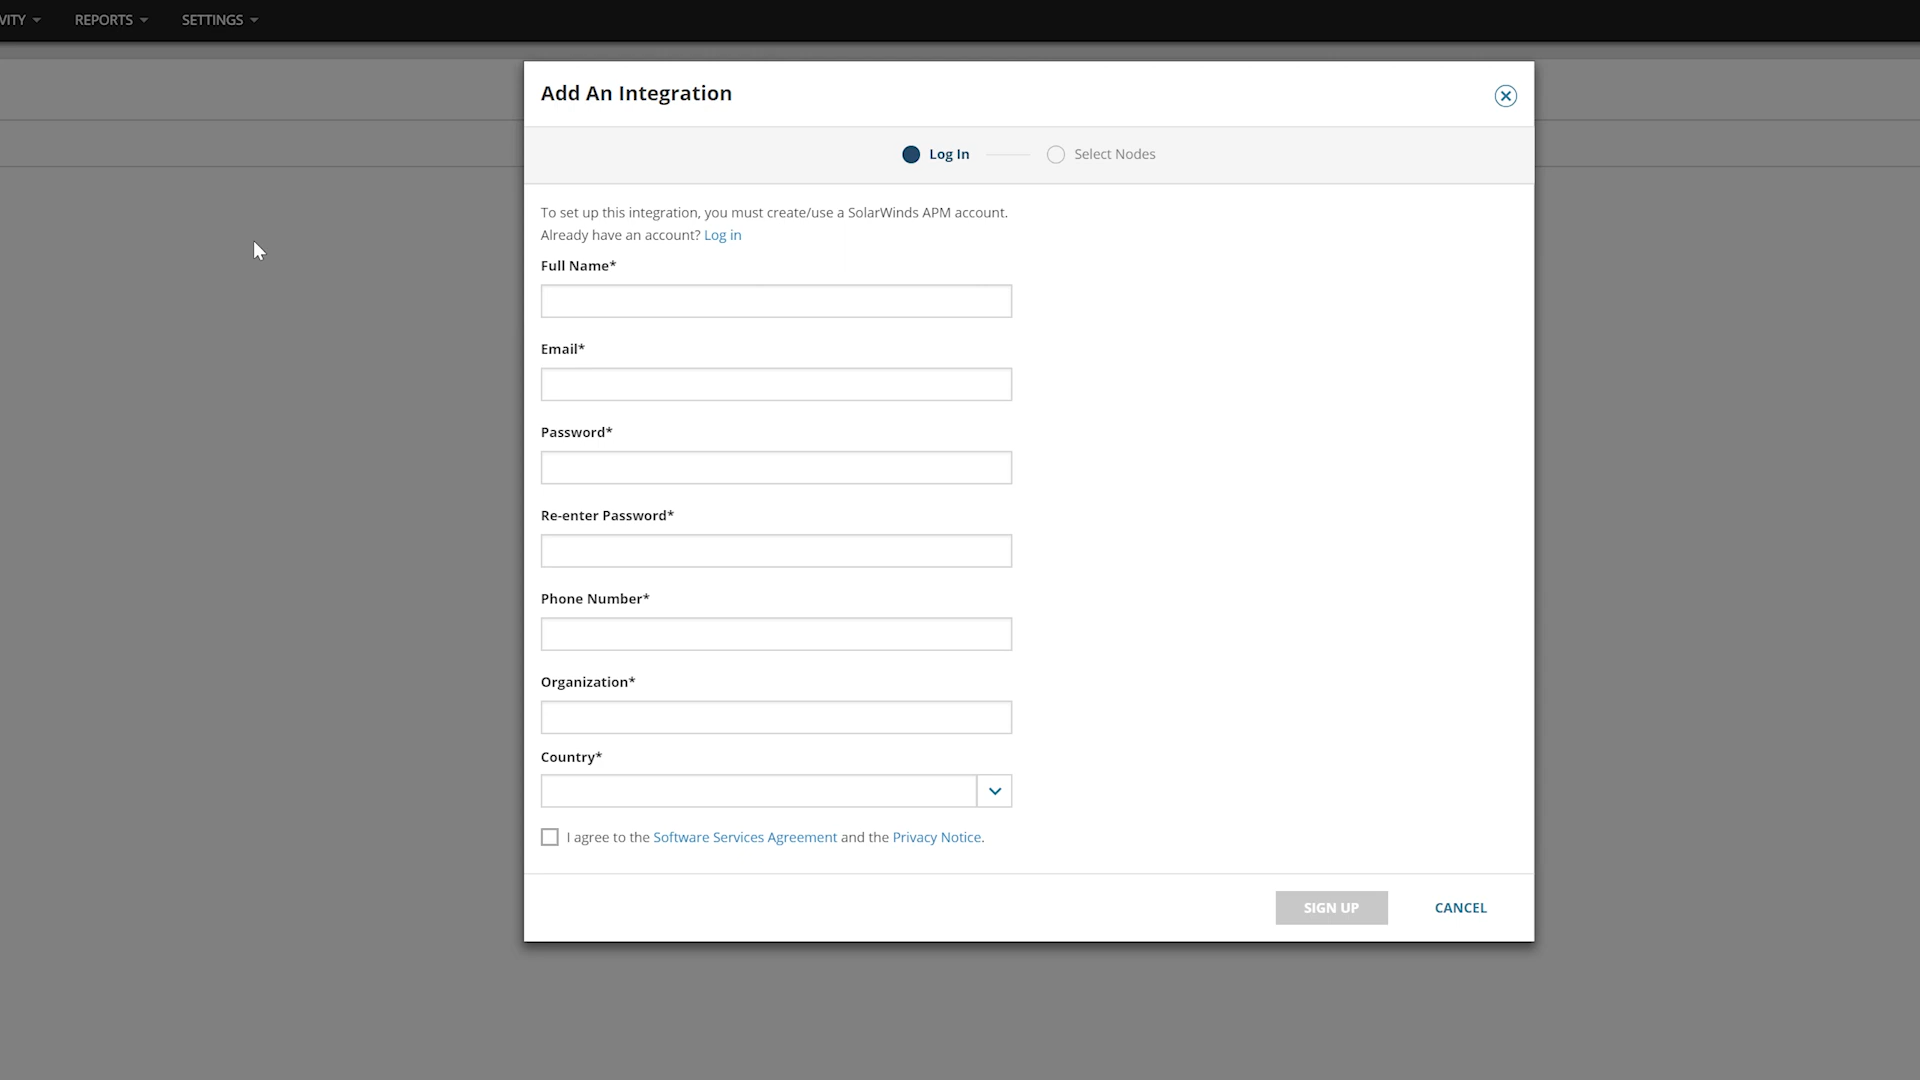 VITY REPORTS SETTINGS
Add An Integration
Log In Select Nodes
To set up this integration, you must create/use a SolarWinds APM account.
Already have an account? Log in
Full Name*
Email*
Password*
Re-enter Password*
Phone Number*
Organization*
Country*
I agree to the Software Services Agreement and the Privacy Notice.
SIGN UP CANCEL